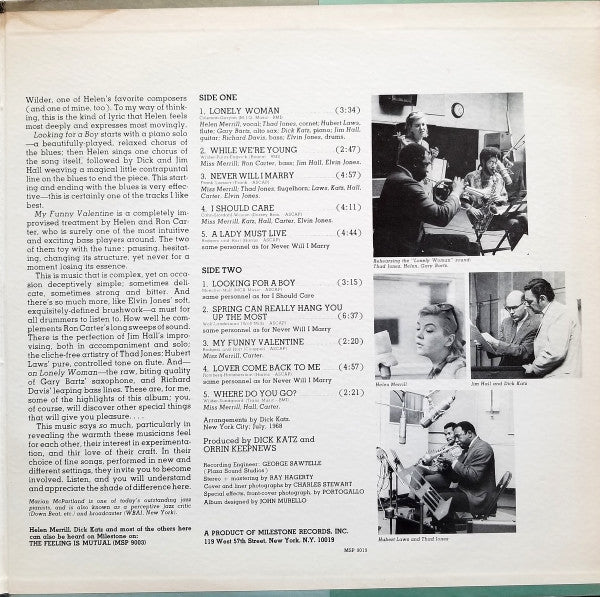 Wilder, one of Helen's favorite composers
(and one of mine, too). To my way of think-
ing, this is the kind of lyric that Helen feels
most deeply and expresses most movingly.
Looking for a Boy starts with a piano solo
—a beautifully-played, relaxed chorus of
the blues; then Helen sings one chorus of
the song itself, followed by Dick and Jim
Hall weaving a magical little contrapuntal
line on the blues to end the piece. This start-
ing and ending with the blues is very effec-
tive—this is certainly one of the tracks I like
best.
My Funny Valentine is a completely im-
provised treatment by Helen and Ron Car-
ter, who is surely one of the most intuitive
and exciting bass players around. The two
of them toy with the tune; pausing, hesitat-
ing, changing its structure, yet never for a
moment losing its essence.
This is music that is complex, yet on occa-
sion deceptively simple; sometimes deli-
cate, sometimes strong and bitter. And
there's so much more, like Elvin Jones' soft,
exquisitely-defined brushwork—a must for
all drummers to listen to. How well he com-
plements Ron Carter's long sweeps of sound.
There is the perfection of Jim Hall's impro-
vising, both in accompaniment and solo;
the cliche-free artistry of Thad Jones; Hubert
Laws' pure, controlled tone on flute. And—
on Lonely Woman—the raw, biting quality
of Gary Bartz' saxophone, and Richard
Davis' leaping bass lines. These are, for me,
some of the highlights of this album; you,
of course, will discover other special things
that will give you pleasure. . . .
This music says so much, particularly in
revealing the warmth these musicians feel
for each other, their interest in experimenta-
tion, and thir love of their craft. In their
choice of fine songs, performed in new and
different settings, they invite you to become
involved. Listen, and you will understand
and appreciate the shade of difference here.
Marian McPartland is one of today's outstanding jazz
pianists, and is also known as a perceptive jazz critic
(Down Beat, etc.) and broadcaster (WBAI, New York).
Helen Merrill, Dick Katz and most of the others here
can also be heard on Milestone on:
THE FEELING IS MUTUAL (MSP 9003)
SIDE ONE
1. LONELY WOMAN (3:34)
Helen Merrill, vocal; Thad Jones, cornet; Hubert Laws,
flute; Gary Bartz, alto sax; Dick Katz, piano; Jim Hall,
guitar; Richard Davis, bass; Elvin Jones, drums.
2. WHILE WE'RE YOUNG (2:47)
Miss Merrill; Ron Carter, bass; Jim Hall, Elvin Jones.
3. NEVER WILL I MARRY (4:57)
Miss Merrill; Thad Jones, flugelhorn; Laws, Katz, Hall,
Carter, Elvin Jones.
4. I SHOULD CARE (4:11)
Miss Merrill, Katz, Hall, Carter, Elvin Jones.
5. A LADY MUST LIVE (4:44)
same personnel as for Never Will I Marry
SIDE TWO
1. LOOKING FOR A BOY (3:15)
same personnel as for I Should Care
2. SPRING CAN REALLY HANG YOU
UP THE MOST (6:37)
same personnel as for Never Will I Marry
3. MY FUNNY VALENTINE (2:20)
Miss Merrill, Carter.
4. LOVER COME BACK TO ME (4:57)
same personnel as for Never Will I Marry
5. WHERE DO YOU GO? (2:21)
Miss Merrill, Hall, Carter.
Arrangements by Dick Katz.
New York City; July, 1968
Produced by DICK KATZ and
ORRIN KEEPNEWS
Recording Engineer: GEORGE SAWTELLE
(Plaza Sound Studios)
Stereo mastering by RAY HAGERTY
Cover and liner photographs by CHARLES STEWART
Special effects, front-cover photograph, by PORTOGALLO
Album designed by JOHN MURELLO
A PRODUCT OF MILESTONE RECORDS, INC.
119 West 57th Street, New York, N.Y. 10019
MSP 9019
Rehearsing the "Lonely Woman" sound:
Thad Jones, Helen, Gary Bartz.
Helen Merrill
Jim Hall and Dick Katz
Hubert Laws and Thad Jones